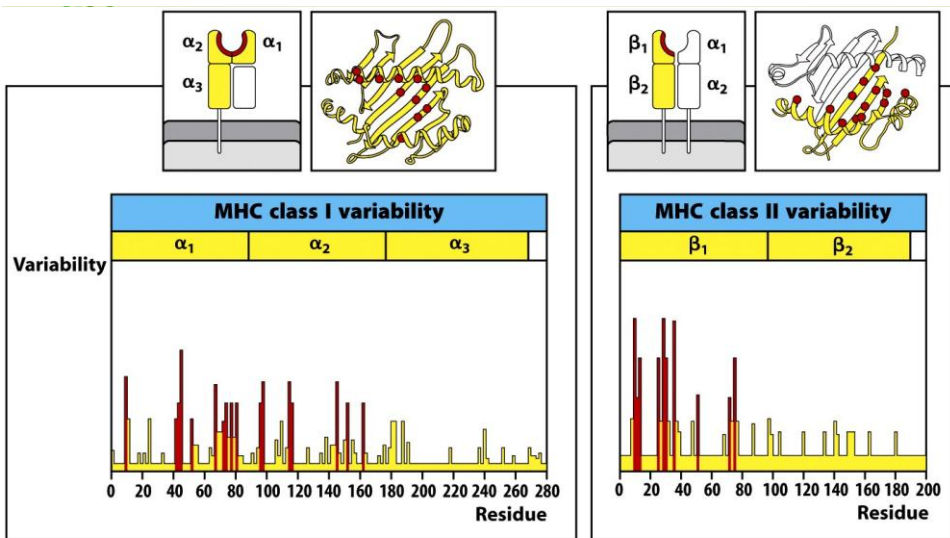 α2 α1
α3
β1 α1
β2 α2
MHC class I variability
α1 α2 α3
Variability
0 20 40 60 80 100 120 140 160 180 200 220 240 260 280
Residue
MHC class II variability
β1 β2
0 20 40 60 80 100 120 140 160 180 200
Residue